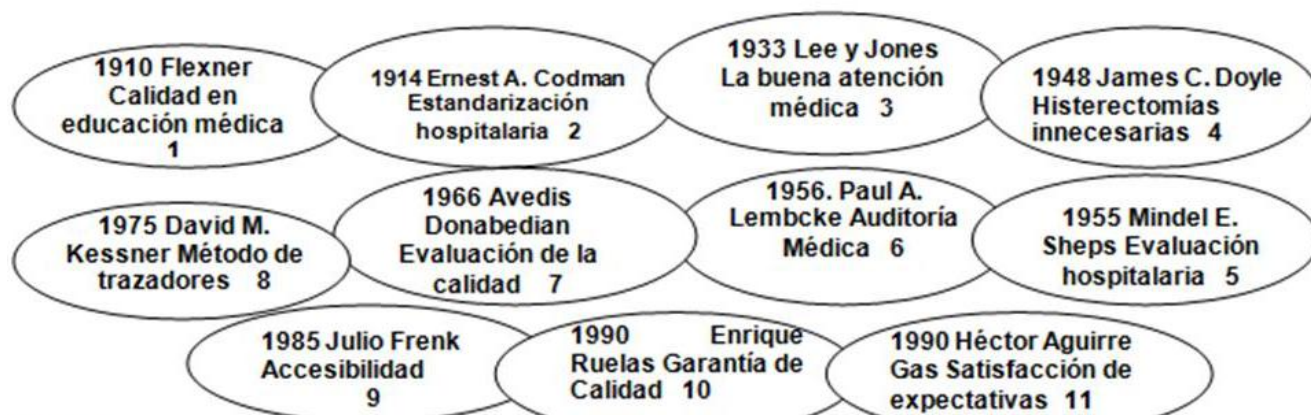 1910 Flexner
Calidad en
educación médica
1
1914 Ernest A. Codman
Estandarización
hospitalaria 2
1933 Lee y Jones
La buena atención
médica 3
1948 James C. Doyle
Histerectomías
innecesarias 4
1955 Mindel E.
Sheps Evaluación
hospitalaria 5
1956. Paul A.
Lembcke Auditoría
Médica 6
1966 Avedis
Donabedian
Evaluación de la
calidad 7
1975 David M.
Kessner Método de
trazadores 8
1985 Julio Frenk
Accesibilidad
9
1990 Enrique
Ruelas Garantía de
Calidad 10
1990 Héctor Aguirre
Gas Satisfacción de
expectativas 11